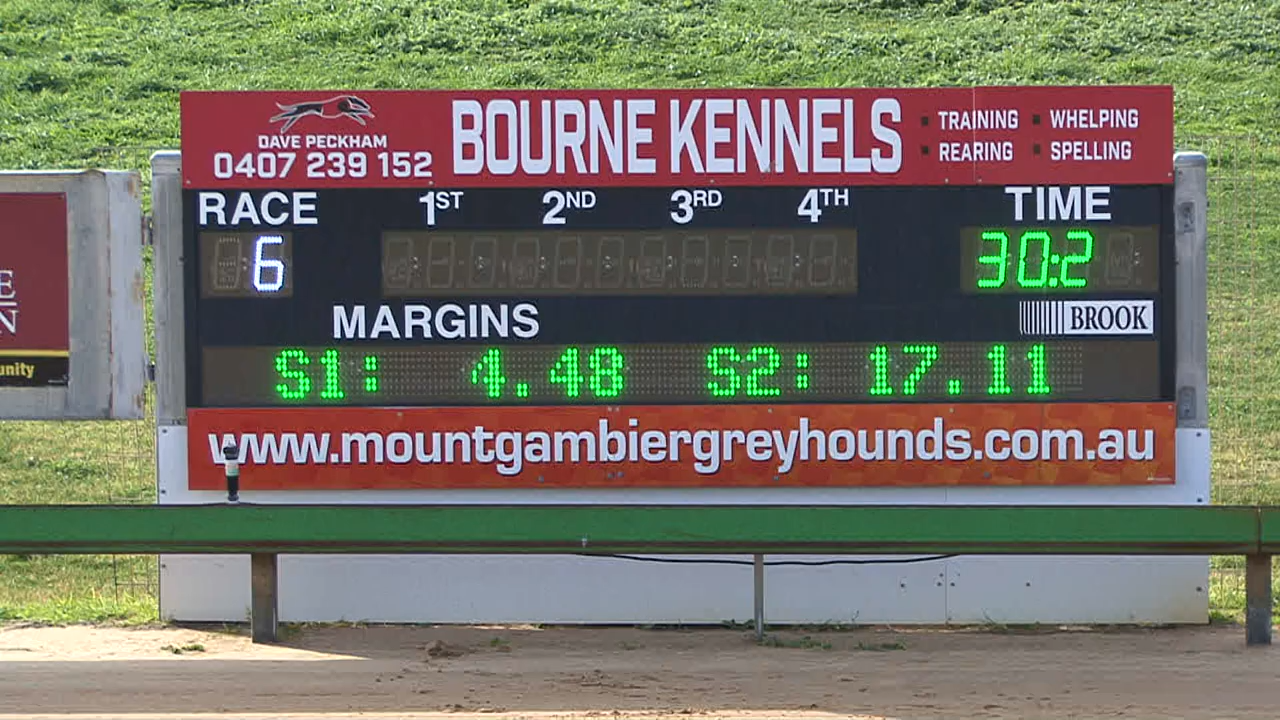 DAVE PECKHAM
0407 239 152
BOURNE KENNELS
TRAINING
WHELPING
REARING
SPELLING
RACE 1ST 2ND 3RD 4TH TIME
6 30:2
MARGINS
BROOK
S1: 4.48 S2: 17.11
www.mountgambiergreyhounds.com.au
E
N
unity